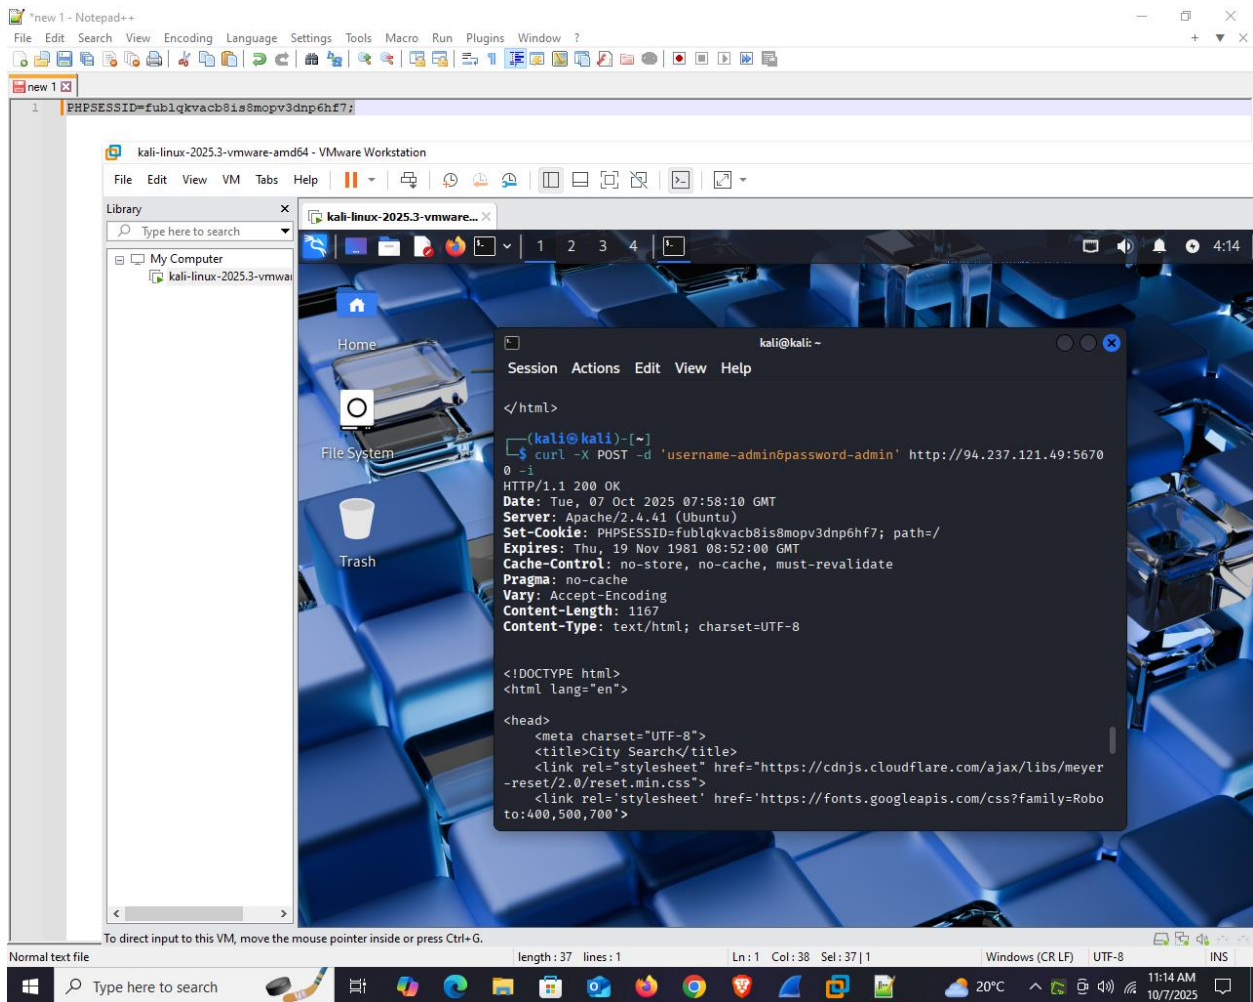 *new 1 - Notepad++
File Edit Search View Encoding Language Settings Tools Macro Run Plugins Window ?
new 1
1 PHPSESSID=fublqkvacb8is8mopv3dnp6hf7;
kali-linux-2025.3-vmware-amd64 - VMware Workstation
File Edit View VM Tabs Help
Library
kali-linux-2025.3-vmware...
Type here to search
1 2 3 4
4:14
My Computer
kali-linux-2025.3-vmwar
Home
File System
Trash
kali@kali: ~
Session Actions Edit View Help
</html>
(kali㉿kali)-[~]
$ curl -X POST -d 'username-admin&password-admin' http://94.237.121.49:5670
0 -i
HTTP/1.1 200 OK
Date: Tue, 07 Oct 2025 07:58:10 GMT
Server: Apache/2.4.41 (Ubuntu)
Set-Cookie: PHPSESSID=fublqkvacb8is8mopv3dnp6hf7; path=/
Expires: Thu, 19 Nov 1981 08:52:00 GMT
Cache-Control: no-store, no-cache, must-revalidate
Pragma: no-cache
Vary: Accept-Encoding
Content-Length: 1167
Content-Type: text/html; charset=UTF-8
<!DOCTYPE html>
<html lang="en">
<head>
<meta charset="UTF-8">
<title>City Search</title>
<link rel="stylesheet" href="https://cdnjs.cloudflare.com/ajax/libs/meyer
-reset/2.0/reset.min.css">
<link rel='stylesheet' href='https://fonts.googleapis.com/css?family=Robo
to:400,500,700'>
To direct input to this VM, move the mouse pointer inside or press Ctrl+G.
Normal text file length : 37 lines : 1 Ln : 1 Col : 38 Sel : 37 | 1 Windows (CR LF) UTF-8 INS
Type here to search
20°C
11:14 AM
10/7/2025